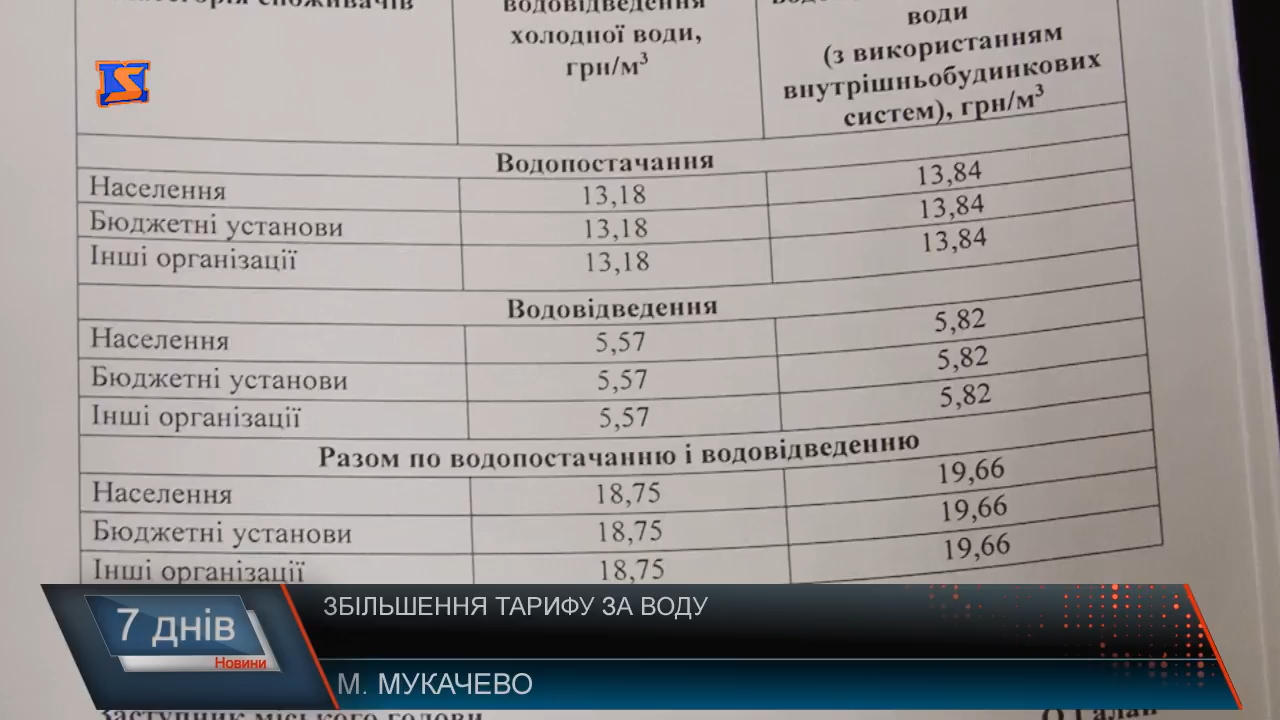 споживачів
водовідведення
холодної води,
грн/м³
води
(з використанням
внутрішньобудинкових
систем), грн/м³
Водопостачання
Населення 13,18 13,84
Бюджетні установи 13,18 13,84
Інші організації 13,18 13,84
Водовідведення
Населення 5,57 5,82
Бюджетні установи 5,57 5,82
Інші організації 5,57 5,82
Разом по водопостачанню і водовідведенню
Населення 18,75 19,66
Бюджетні установи 18,75 19,66
Інші організації 18,75 19,66
7 днів
Новини
ЗБІЛЬШЕННЯ ТАРИФУ ЗА ВОДУ
М. МУКАЧЕВО
Заступник міського голови